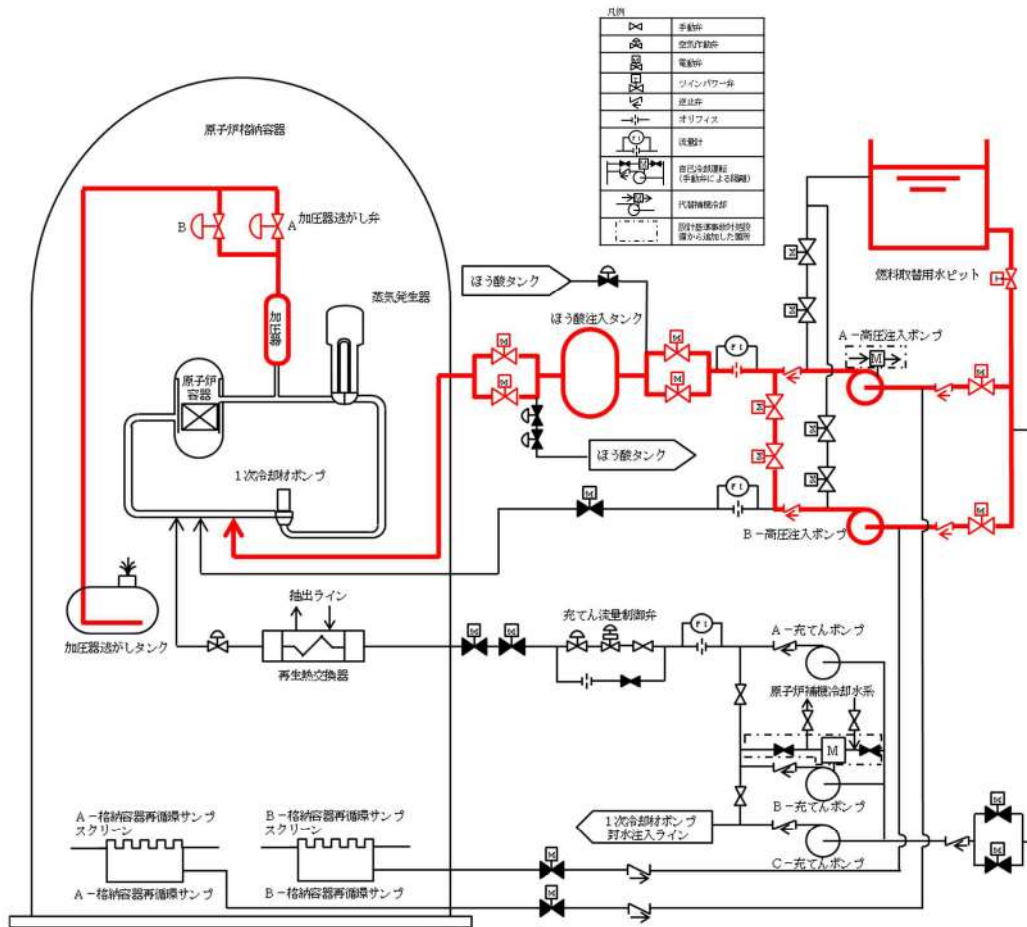 凡例
手動弁
空気作動弁
電動弁
ツインパワー弁
逆止弁
オリフィス
流量計
自己冷却運転
(手動弁による隔離)
代替補機冷却
設計基準事故対処設
備から追加した箇所
原子炉格納容器
B
A
加圧器逃がし弁
加圧器
蒸気発生器
原子炉
容器
1次冷却材ポンプ
加圧器逃がしタンク
ほう酸タンク
ほう酸注入タンク
ほう酸タンク
燃料取替用水ピット
A-高圧注入ポンプ
B-高圧注入ポンプ
抽出ライン
再生熱交換器
充てん流量制御弁
A-充てんポンプ
原子炉補機冷却水系
B-充てんポンプ
C-充てんポンプ
1次冷却材ポンプ
封水注入ライン
A-格納容器再循環サンプ
スクリーン
B-格納容器再循環サンプ
スクリーン
A-格納容器再循環サンプ
B-格納容器再循環サンプ